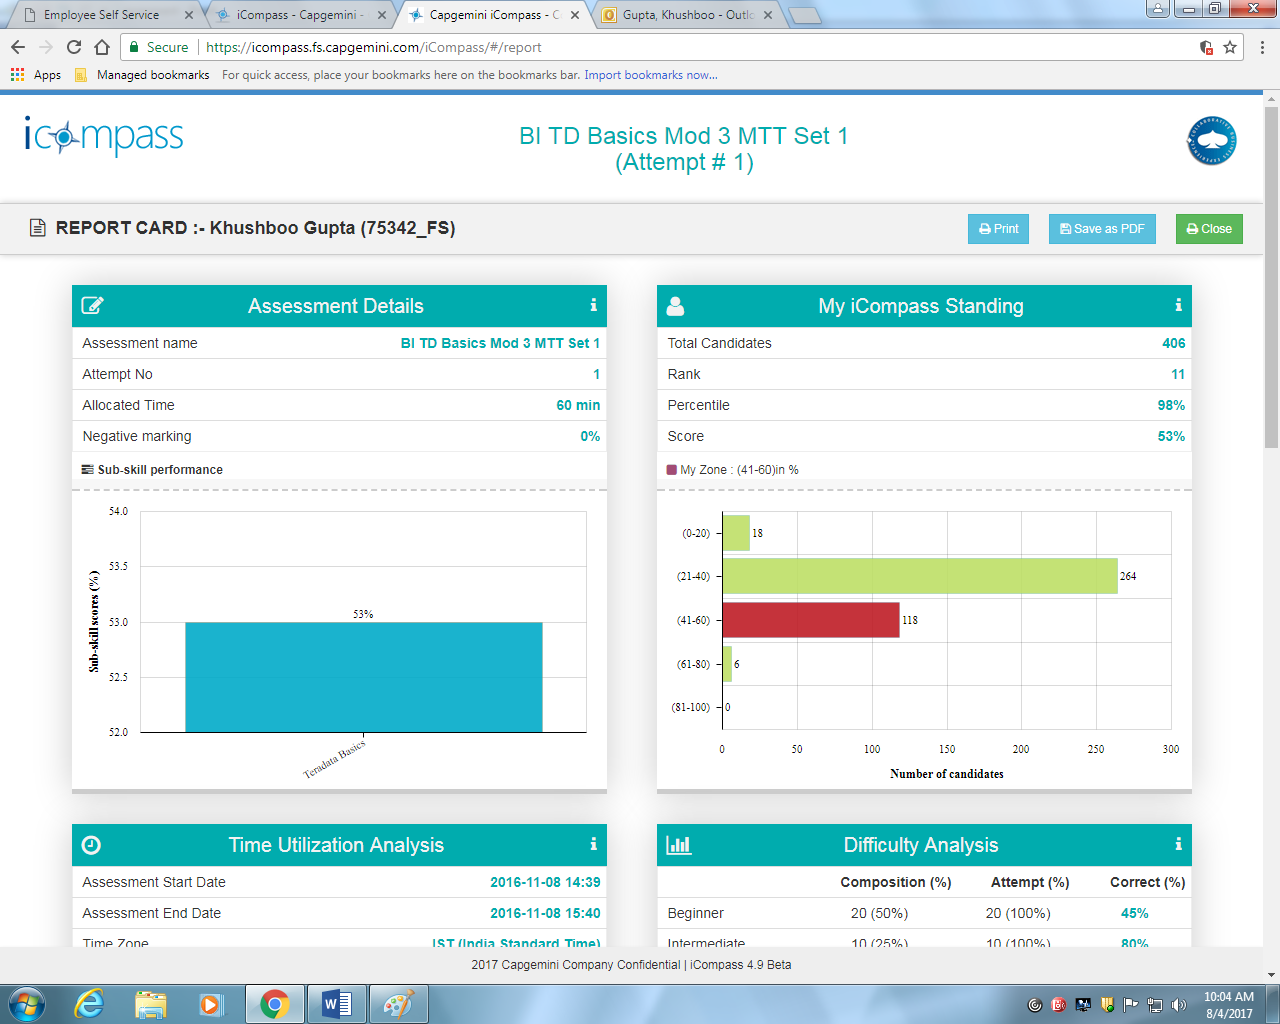 Employee Self Service
iCompass - Capgemini -
Capgemini iCompass - C
Gupta, Khushboo - Outlo
Secure https://icompass.fs.capgemini.com/iCompass/#/report
Apps Managed bookmarks For quick access, place your bookmarks here on the bookmarks bar. Import bookmarks now...
icompass
BI TD Basics Mod 3 MTT Set 1
(Attempt # 1)
REPORT CARD :- Khushboo Gupta (75342_FS)
Print Save as PDF Close
Assessment Details
Assessment name BI TD Basics Mod 3 MTT Set 1
Attempt No 1
Allocated Time 60 min
Negative marking 0%
Sub-skill performance
54.0
53.5
53.0
52.5
52.0
Sub-skill scores (%)
53%
Teradata Basics
My iCompass Standing
Total Candidates 406
Rank 11
Percentile 98%
Score 53%
My Zone : (41-60)in %
(0-20) 18
(21-40) 264
(41-60) 118
(61-80) 6
(81-100) 0
0 50 100 150 200 250 300
Number of candidates
Time Utilization Analysis
Assessment Start Date 2016-11-08 14:39
Assessment End Date 2016-11-08 15:40
Time Zone IST (India Standard Time)
Difficulty Analysis
Composition (%) Attempt (%) Correct (%)
Beginner 20 (50%) 20 (100%) 45%
Intermediate 10 (25%) 10 (100%) 80%
2017 Capgemini Company Confidential | iCompass 4.9 Beta
10:04 AM
8/4/2017